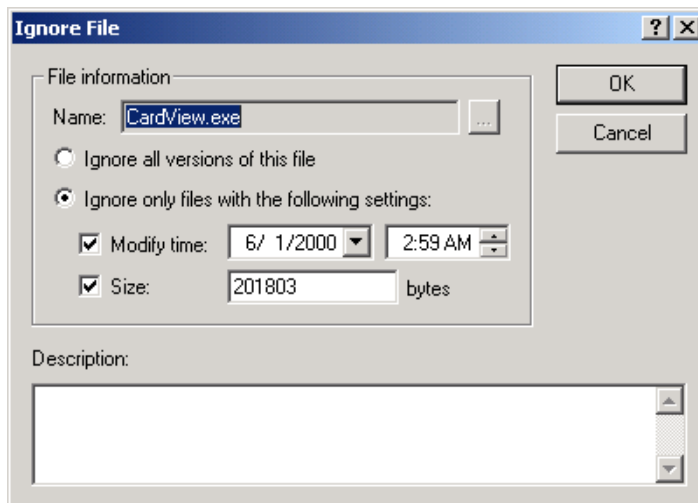 Ignore File
File information
OK
Name: CardView.exe ...
Cancel
Ignore all versions of this file
Ignore only files with the following settings:
Modify time: 6/ 1/2000 2:59 AM
Size: 201803 bytes
Description: